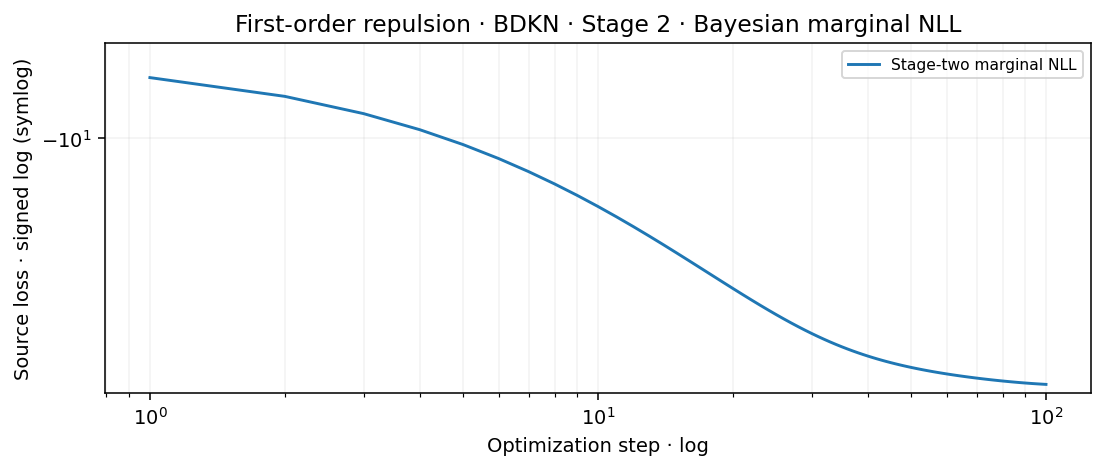 First-order repulsion · BDKN · Stage 2 · Bayesian marginal NLL
Stage-two marginal NLL
Source loss · signed log (symlog)
−10¹
10⁰ 10¹ 10²
Optimization step · log